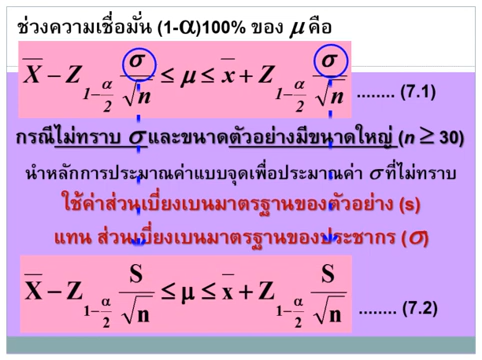 ช่วงความเชื่อมั่น (1-α)100% ของ μ คือ
X̅ − Z₁₋α/₂ σ/√n ≤ μ ≤ x̅ + Z₁₋α/₂ σ/√n ........ (7.1)
กรณีไม่ทราบ σ และขนาดตัวอย่างมีขนาดใหญ่ (n ≥ 30)
นำหลักการประมาณค่าแบบจุดเพื่อประมาณค่า σ ที่ไม่ทราบ
ใช้ค่าส่วนเบี่ยงเบนมาตรฐานของตัวอย่าง (s)
แทน ส่วนเบี่ยงเบนมาตรฐานของประชากร (σ)
X̅ − Z₁₋α/₂ S/√n ≤ μ ≤ x̅ + Z₁₋α/₂ S/√n ........ (7.2)